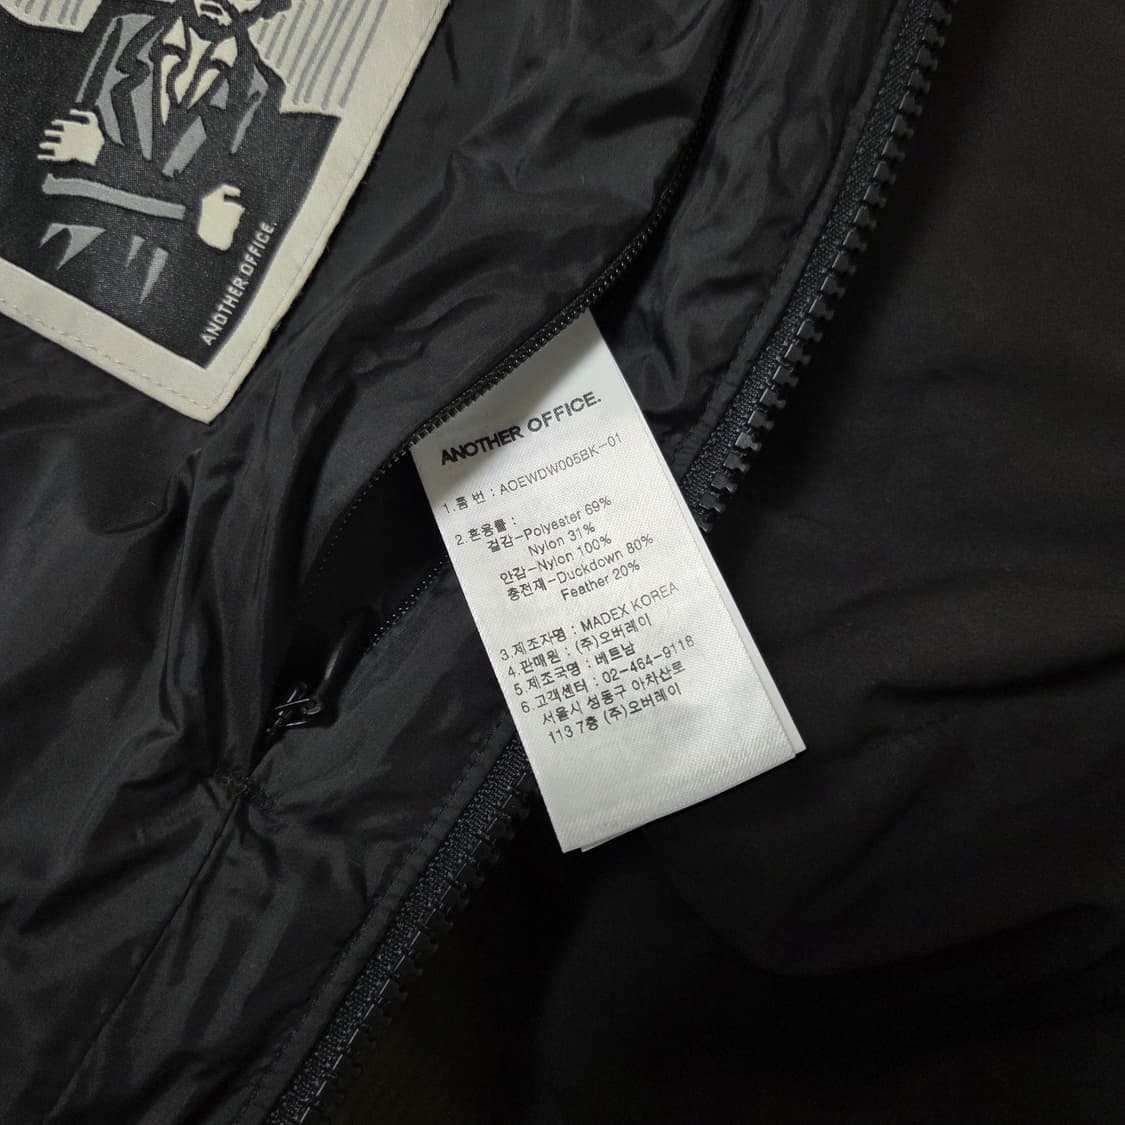 ANOTHER OFFICE.
ANOTHER OFFICE.
1.품 번 : AOEWDW005BK-01
2.혼용률 :
겉감-Polyester 69%
Nylon 31%
안감-Nylon 100%
충전재-Duckdown 80%
Feather 20%
3.제조자명 : MADEX KOREA
4.판매원 : (주)오버레이
5.제조국명 : 베트남
6.고객센터 : 02-464-9118
서울시 성동구 아차산로
113 7층 (주)오버레이